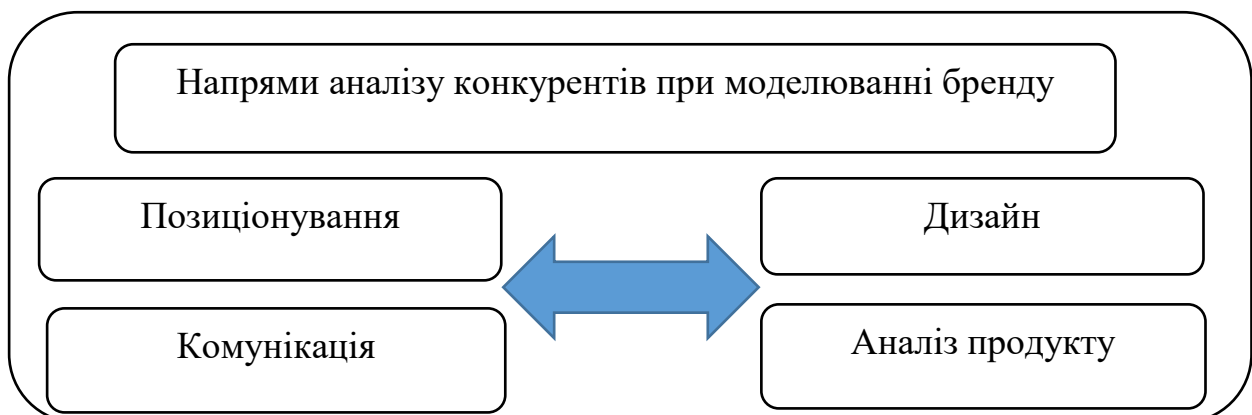 Напрями аналізу конкурентів при моделюванні бренду
Позиціонування
Дизайн
Комунікація
Аналіз продукту